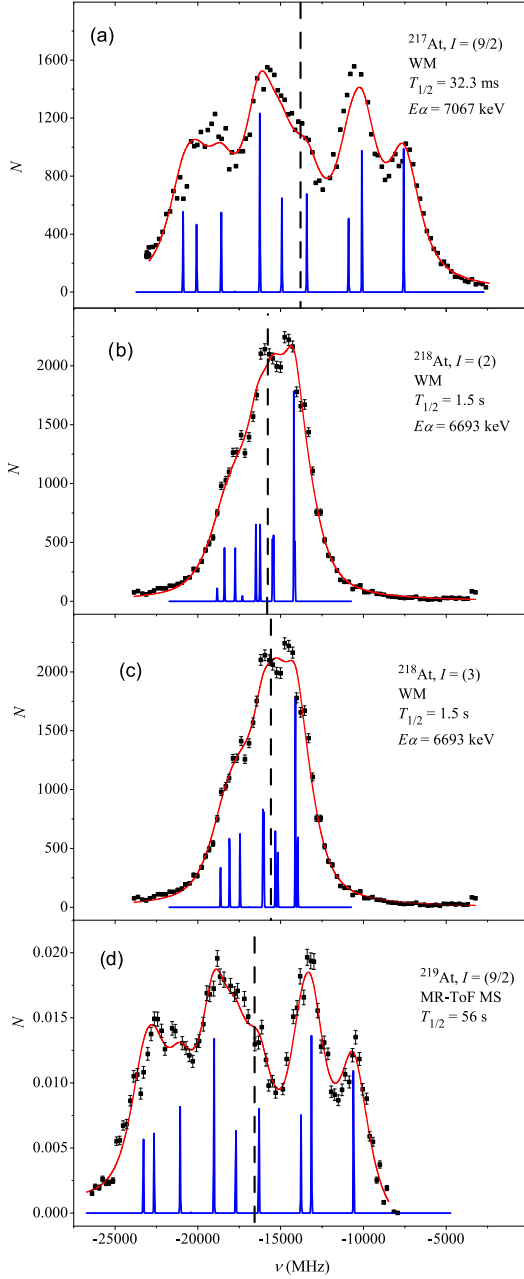 (a)
²¹⁷At, I = (9/2)
WM
T₁/₂ = 32.3 ms
Eα = 7067 keV
1600
1200
800
400
0
N
(b)
²¹⁸At, I = (2)
WM
T₁/₂ = 1.5 s
Eα = 6693 keV
2000
1500
1000
500
0
N
(c)
²¹⁸At, I = (3)
WM
T₁/₂ = 1.5 s
Eα = 6693 keV
2000
1500
1000
500
0
N
(d)
²¹⁹At, I = (9/2)
MR-ToF MS
T₁/₂ = 56 s
0.020
0.015
0.010
0.005
0.000
N
-25000 -20000 -15000 -10000 -5000
ν (MHz)